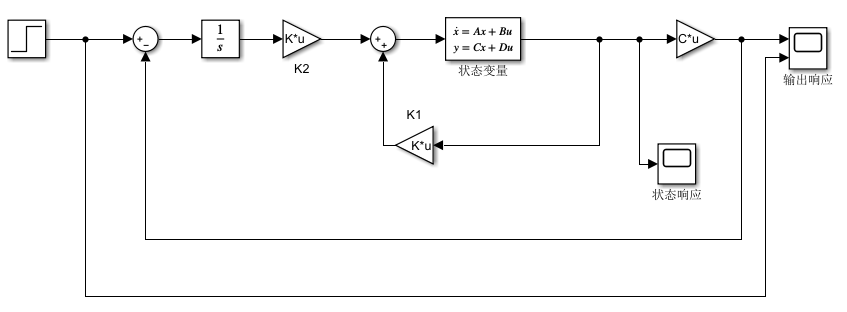 +
−
1
s
K*u
K2
+
+
ẋ = Ax + Bu
y = Cx + Du
状态变量
C*u
输出响应
K1
K*u
状态响应